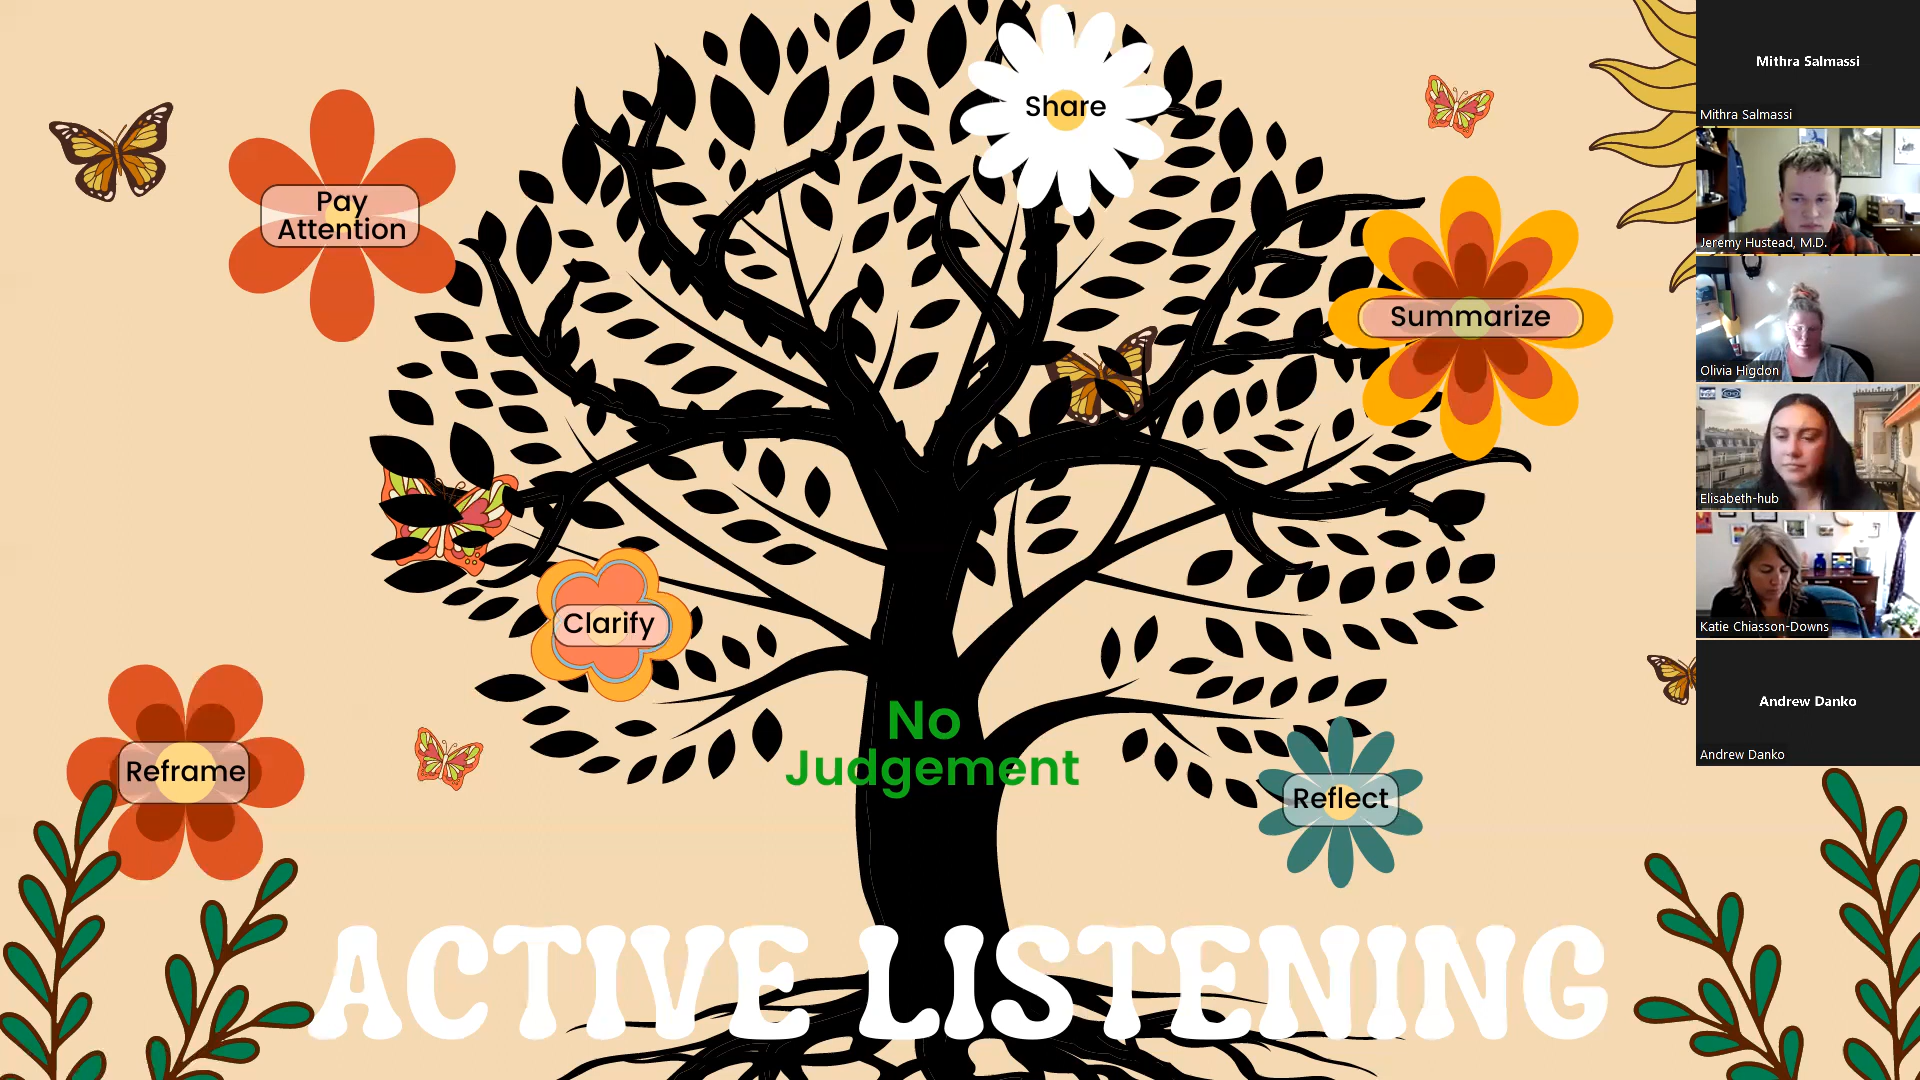 Share
Pay
Attention
Summarize
Clarify
No
Judgement
Reframe
Reflect
ACTIVE LISTENING
Mithra Salmassi
Mithra Salmassi
Jeremy Hustead, M.D.
Olivia Higdon
Elisabeth-hub
Katie Chiasson-Downs
Andrew Danko
Andrew Danko